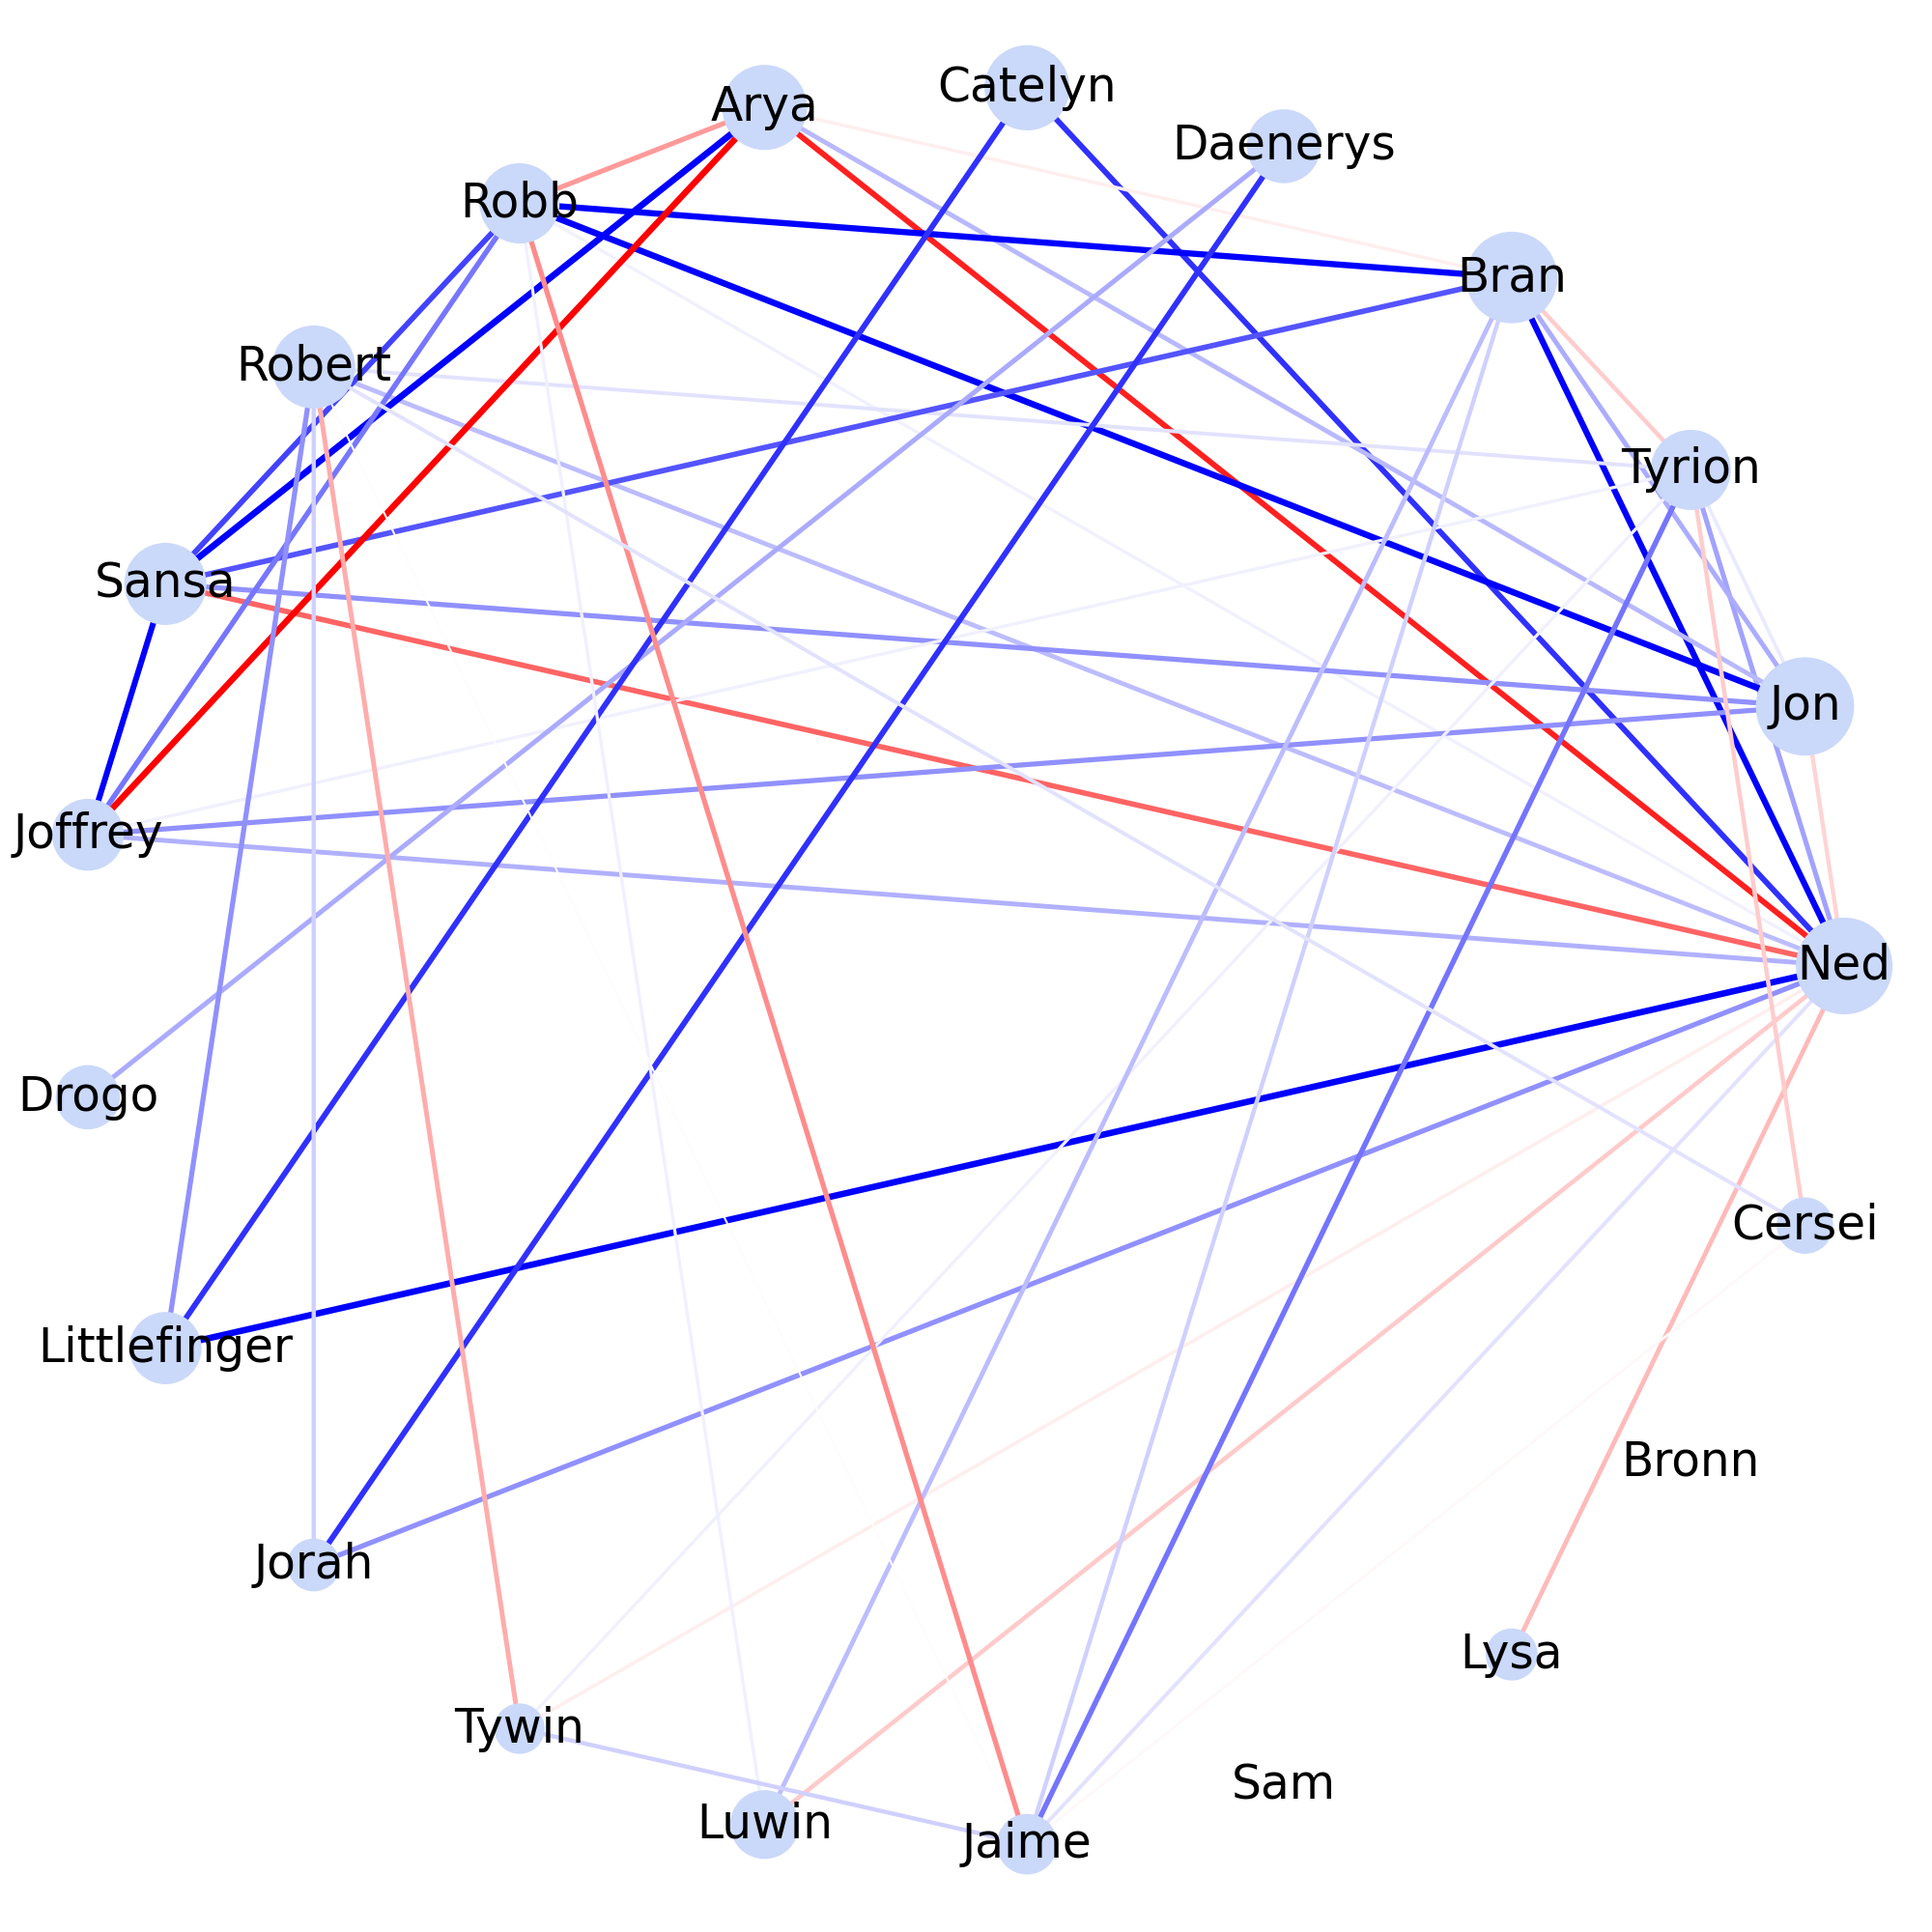 Catelyn
Arya
Daenerys
Robb
Bran
Robert
Tyrion
Sansa
Jon
Joffrey
Ned
Drogo
Cersei
Littlefinger
Bronn
Jorah
Lysa
Tywin
Sam
Luwin
Jaime